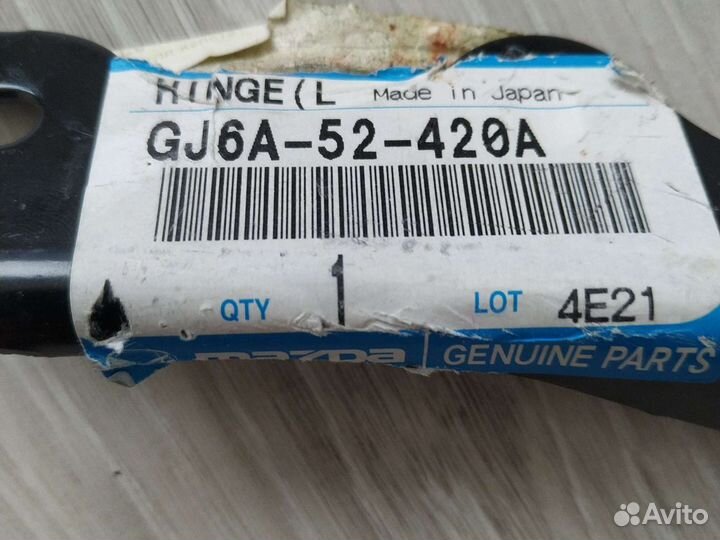 HINGE(L Made in Japan
GJ6A-52-420A
QTY 1 LOT 4E21
mazda GENUINE PARTS
Avito